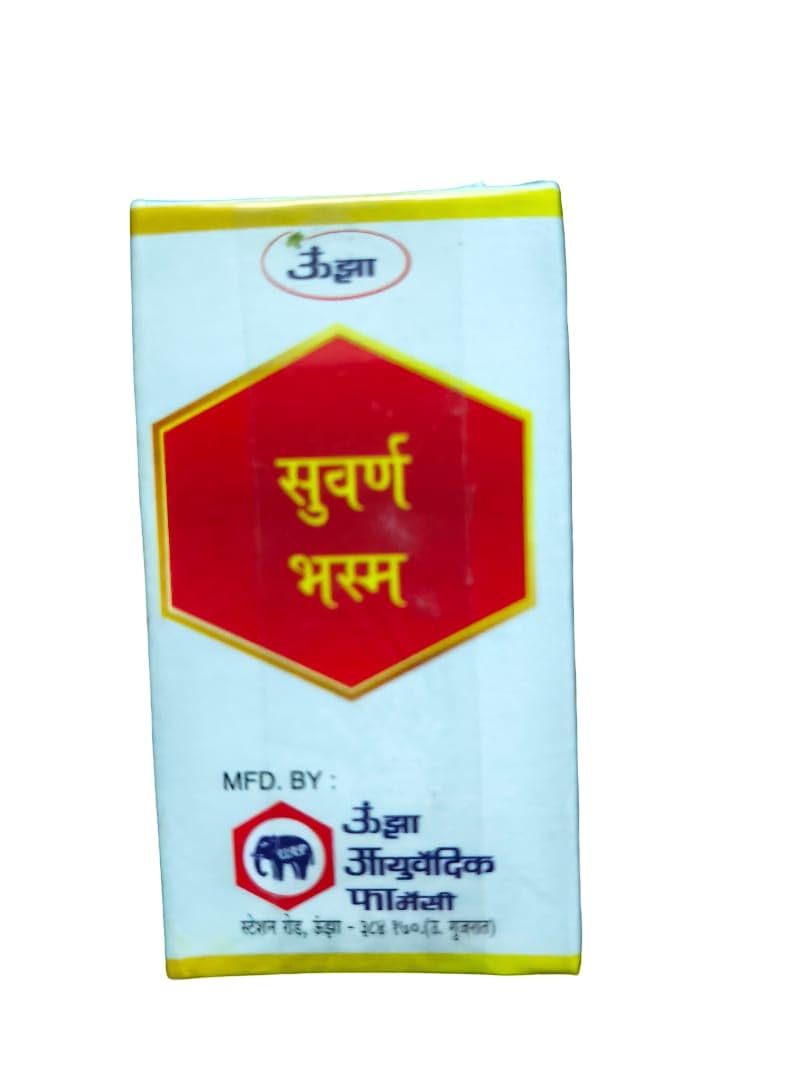 ऊंझा
सुवर्ण
भस्म
MFD. BY :
ऊंझा
आयुर्वेदिक
फार्मसी
स्टेशन रोड, ऊंझा - ३८४ १७०.(उ. गुजरात)